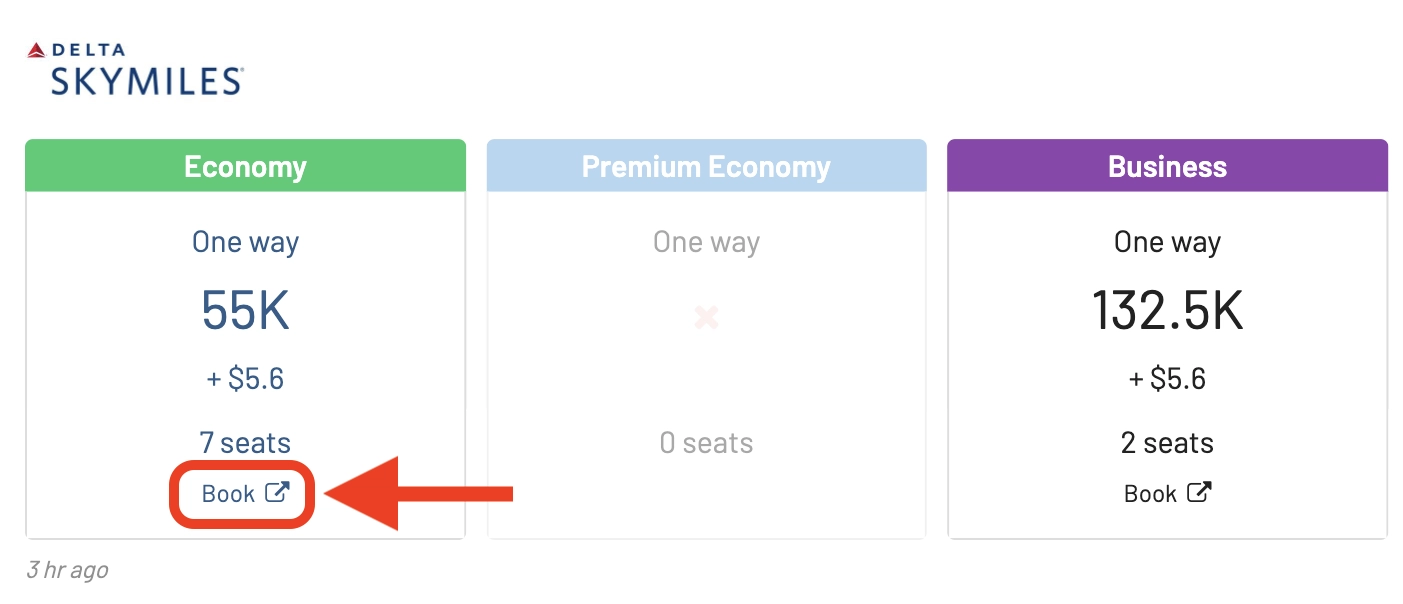 DELTA
SKYMILES
Economy
One way
55K
+ $5.6
7 seats
Book
Premium Economy
One way
0 seats
Business
One way
132.5K
+ $5.6
2 seats
Book
3 hr ago